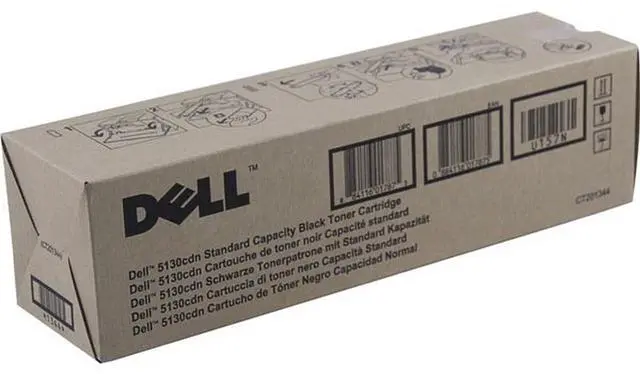 DELL™
Dell™ 5130cdn Standard Capacity Black Toner Cartridge
Dell™ 5130cdn Cartouche de toner noir Capacité standard
Dell™ 5130cdn Schwarze Tonerpatrone mit Standard Kapazität
Dell™ 5130cdn Cartuccia di toner nero Capacità Standard
Dell™ 5130cdn Cartucho de Tóner Negro Capacidad Normal
UPC
EAN
U157N
CT201344
CT201344
*1344*